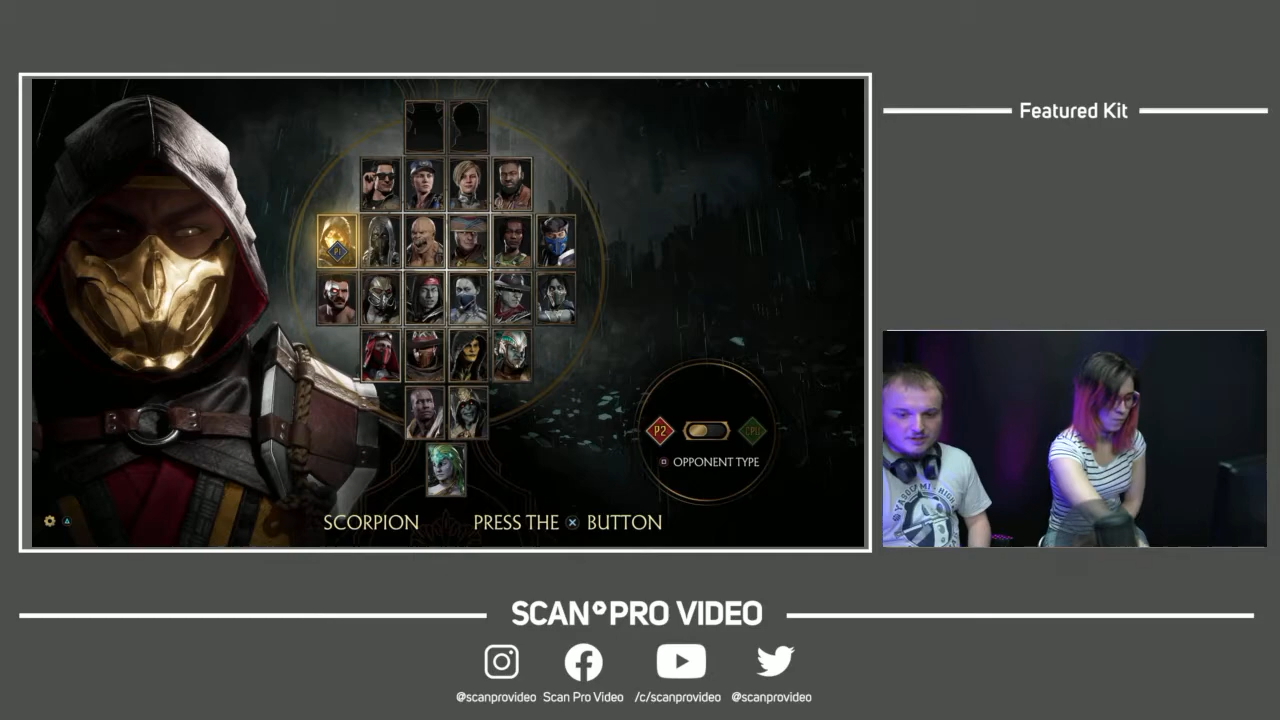 Featured Kit
P1
P2
CPU
OPPONENT TYPE
SCORPION
PRESS THE
BUTTON
SCAN PRO VIDEO
@scanprovideo
Scan Pro Video
/c/scanprovideo
@scanprovideo